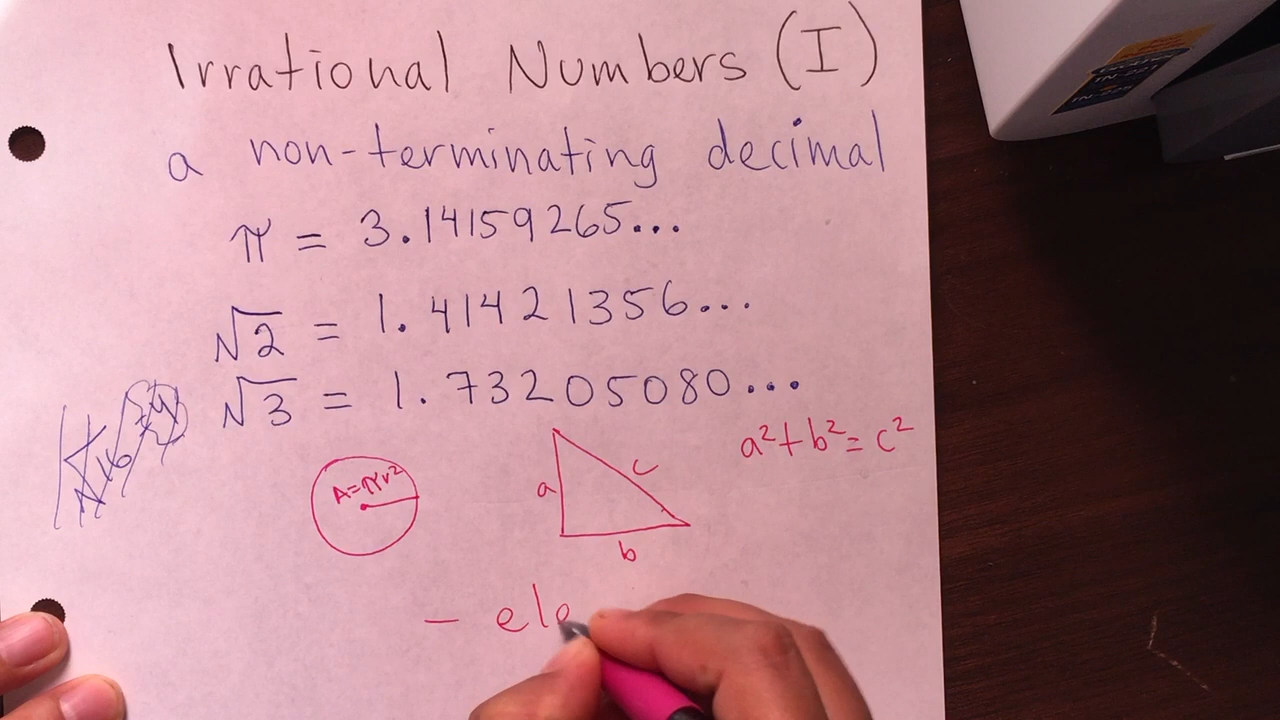 Irrational Numbers (I)
a non-terminating decimal
π = 3.14159265...
√2 = 1.41421356...
√3 = 1.73205080...
A=πr²
a
c
b
a²+b²=c²
- ele